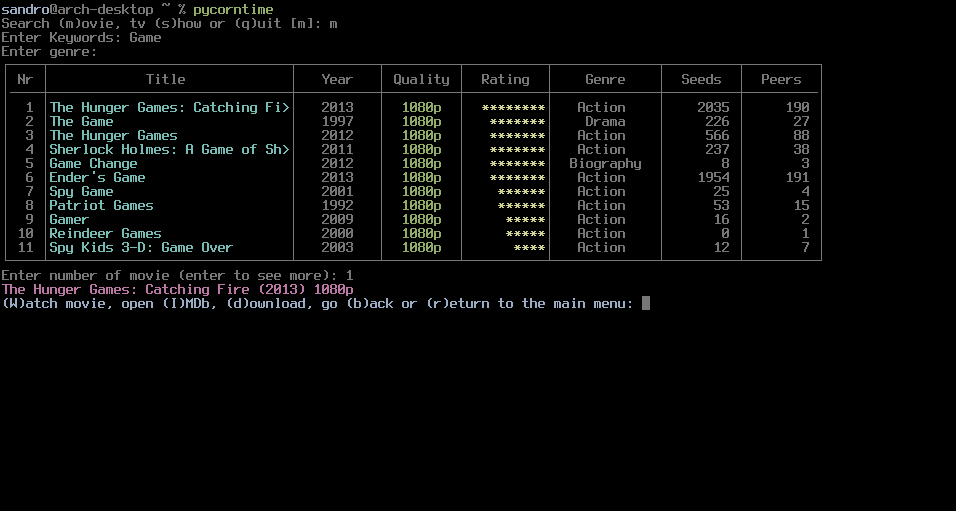 sandro@arch-desktop ~ % pycorntime
Search (m)ovie, tv (s)how or (q)uit [m]: m
Enter Keywords: Game
Enter genre:
Nr Title Year Quality Rating Genre Seeds Peers
1 The Hunger Games: Catching Fi> 2013 1080p ******** Action 2035 190
2 The Game 1997 1080p ******* Drama 226 27
3 The Hunger Games 2012 1080p ******* Action 566 88
4 Sherlock Holmes: A Game of Sh> 2011 1080p ******* Action 237 38
5 Game Change 2012 1080p ******* Biography 8 3
6 Ender's Game 2013 1080p ******* Action 1954 191
7 Spy Game 2001 1080p ****** Action 25 4
8 Patriot Games 1992 1080p ****** Action 53 15
9 Gamer 2009 1080p ***** Action 16 2
10 Reindeer Games 2000 1080p ***** Action 0 1
11 Spy Kids 3-D: Game Over 2003 1080p **** Action 12 7
Enter number of movie (enter to see more): 1
The Hunger Games: Catching Fire (2013) 1080p
(W)atch movie, open (I)MDb, (d)ownload, go (b)ack or (r)eturn to the main menu: